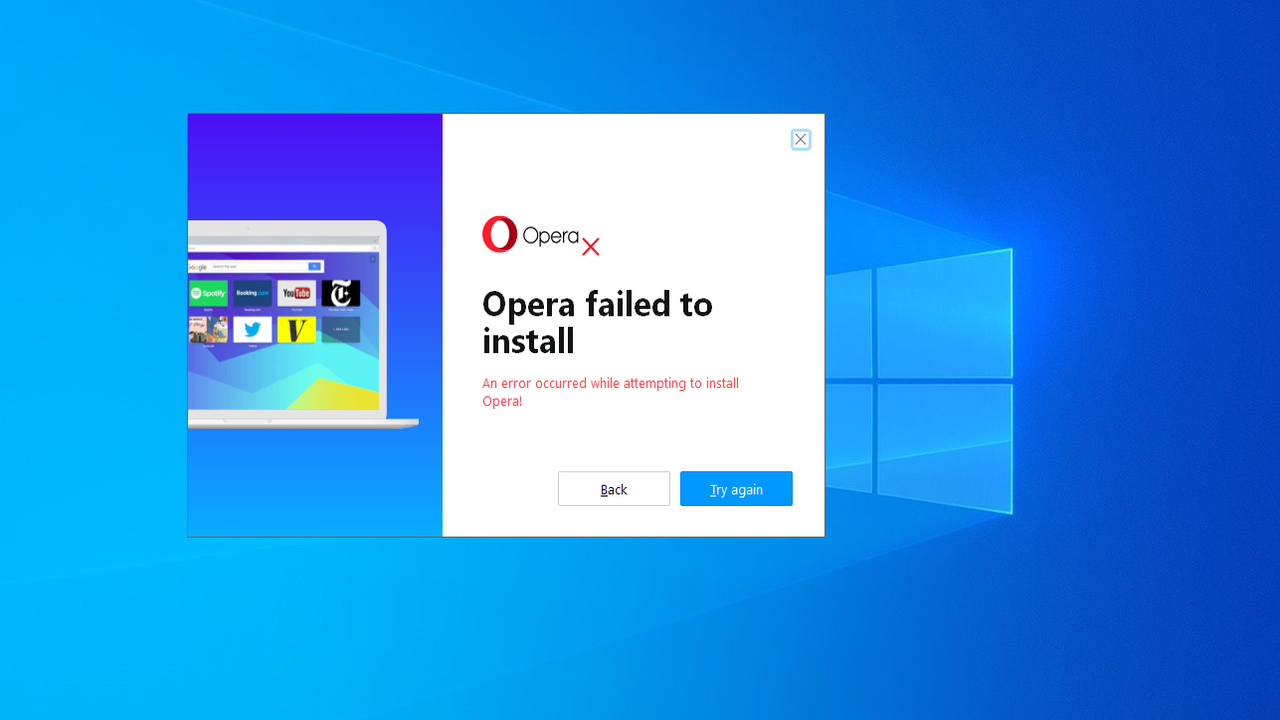 Opera
Opera failed to
install
An error occurred while attempting to install
Opera!
Back
Try again
Google
Spotify
Booking.com
YouTube
Twitter